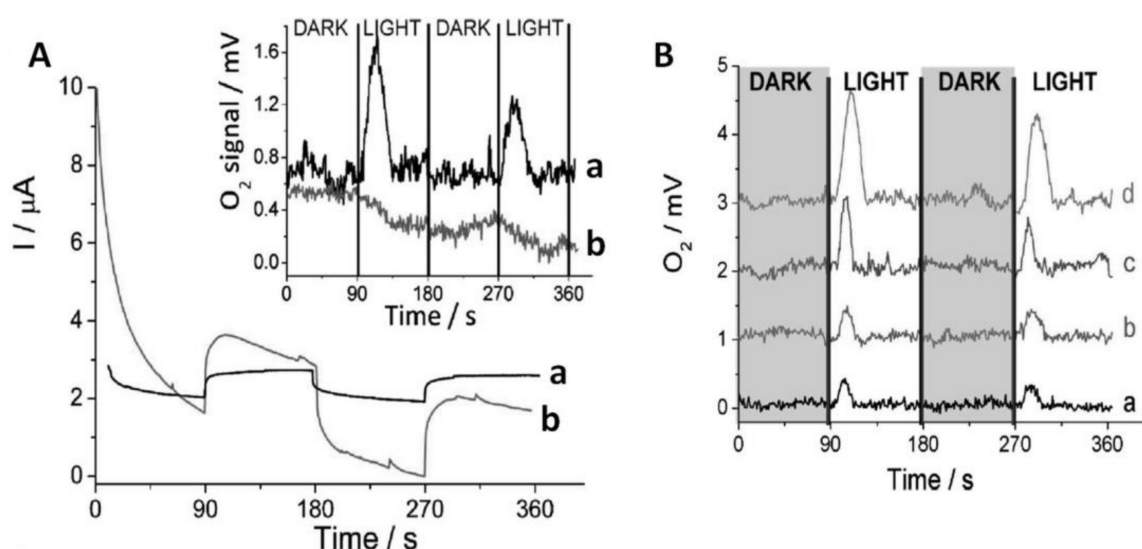 A
I / μA
10
8
6
4
2
0
0 90 180 270 360
Time / s
a
b
DARK LIGHT DARK LIGHT
O2 signal / mV
1.6
1.2
0.8
0.4
0.0
0 90 180 270 360
Time / s
a
b
B
DARK LIGHT DARK LIGHT
O2 / mV
5
4
3
2
1
0
0 90 180 270 360
Time / s
d
c
b
a